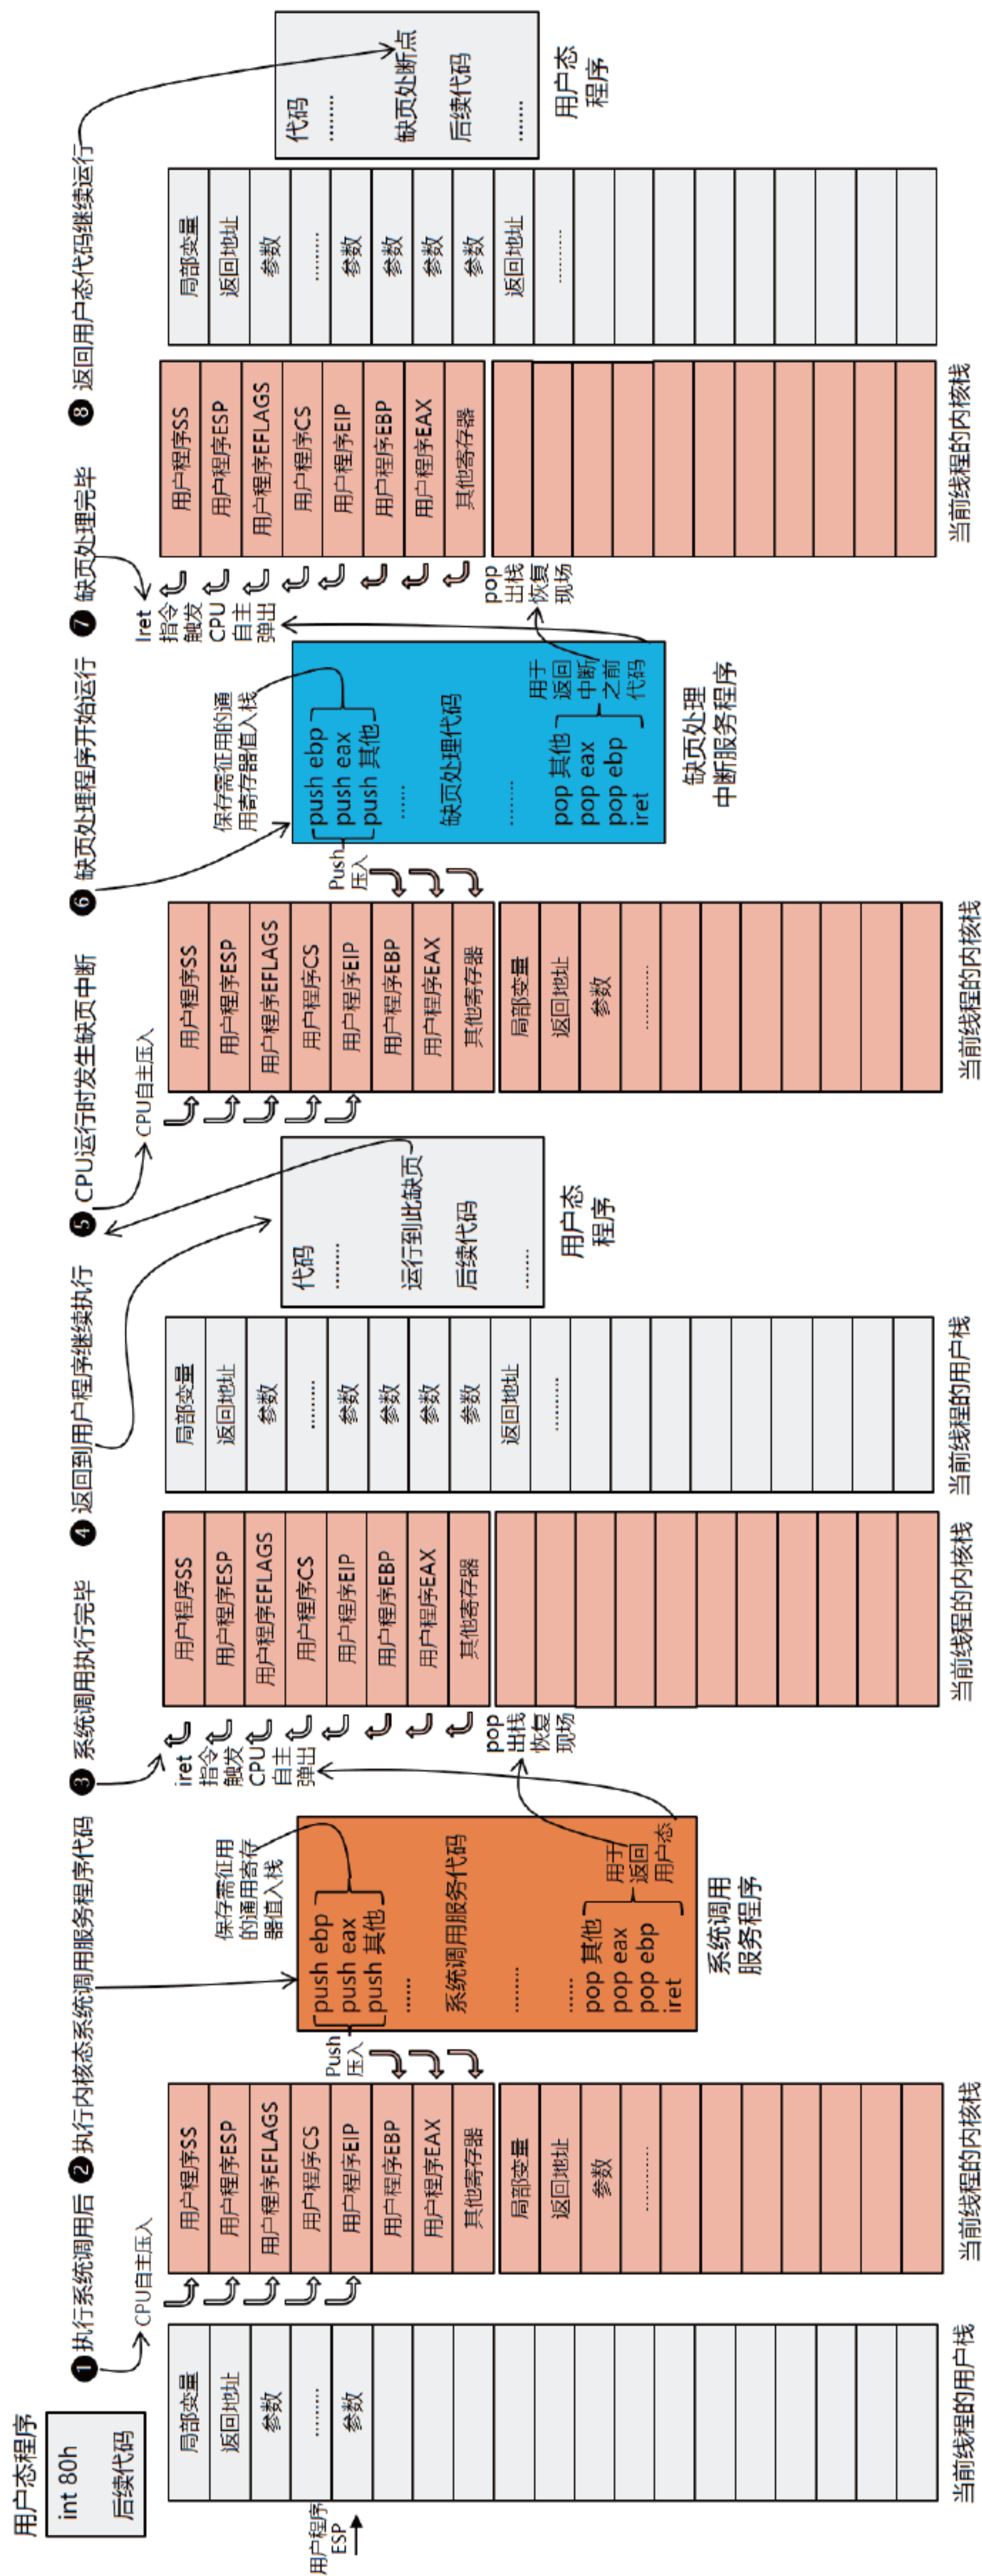 用户态程序
int 80h
后续代码
❶ 执行系统调用后
CPU自主压入
用户程序
ESP
局部变量
返回地址
参数
………
参数
当前线程的用户栈
用户程序SS
用户程序ESP
用户程序EFLAGS
用户程序CS
用户程序EIP
用户程序EBP
用户程序EAX
其他寄存器
局部变量
返回地址
参数
………
当前线程的内核栈
❷ 执行内核态系统调用服务程序代码
Push
压入
保存需征用
的通用寄存
器值入栈
push ebp
push eax
push 其他
……
系统调用服务代码
………
……
pop 其他
pop eax
pop ebp
iret
用于
返回
用户态
系统调用
服务程序
❸ 系统调用执行完毕
iret
指令
触发
CPU
自主
弹出
pop
出栈
恢复
现场
用户程序SS
用户程序ESP
用户程序EFLAGS
用户程序CS
用户程序EIP
用户程序EBP
用户程序EAX
其他寄存器
当前线程的内核栈
❹ 返回到用户程序继续执行
局部变量
返回地址
参数
………
参数
参数
参数
参数
返回地址
………
当前线程的用户栈
代码
………
运行到此缺页
后续代码
……
用户态
程序
❺ CPU运行时发生缺页中断
CPU自主压入
用户程序SS
用户程序ESP
用户程序EFLAGS
用户程序CS
用户程序EIP
用户程序EBP
用户程序EAX
其他寄存器
局部变量
返回地址
参数
………
当前线程的内核栈
❻ 缺页处理程序开始运行
Push
压入
保存需征用的通
用寄存器值入栈
push ebp
push eax
push 其他
……
缺页处理代码
………
pop 其他
pop eax
pop ebp
iret
用于
返回
中断
之前
代码
缺页处理
中断服务程序
❼ 缺页处理完毕
Iret
指令
触发
CPU
自主
弹出
pop
出栈
恢复
现场
用户程序SS
用户程序ESP
用户程序EFLAGS
用户程序CS
用户程序EIP
用户程序EBP
用户程序EAX
其他寄存器
当前线程的内核栈
❽ 返回用户态代码继续运行
局部变量
返回地址
参数
………
参数
参数
参数
参数
返回地址
………
代码
………
缺页处断点
后续代码
……
用户态
程序